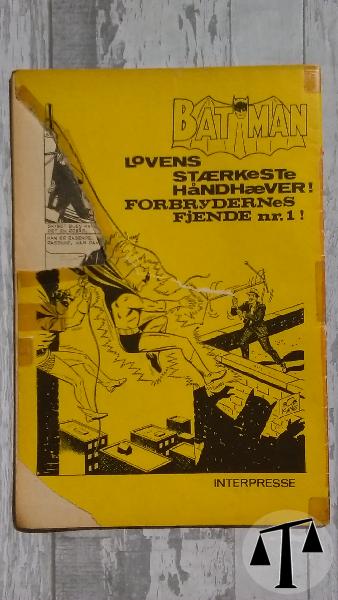 BATMAN
LOVENS
STÆRKESTE
HÅNDHÆVER!
FORBRYDERNES
FJENDE nr. 1!
INTERPRESSE